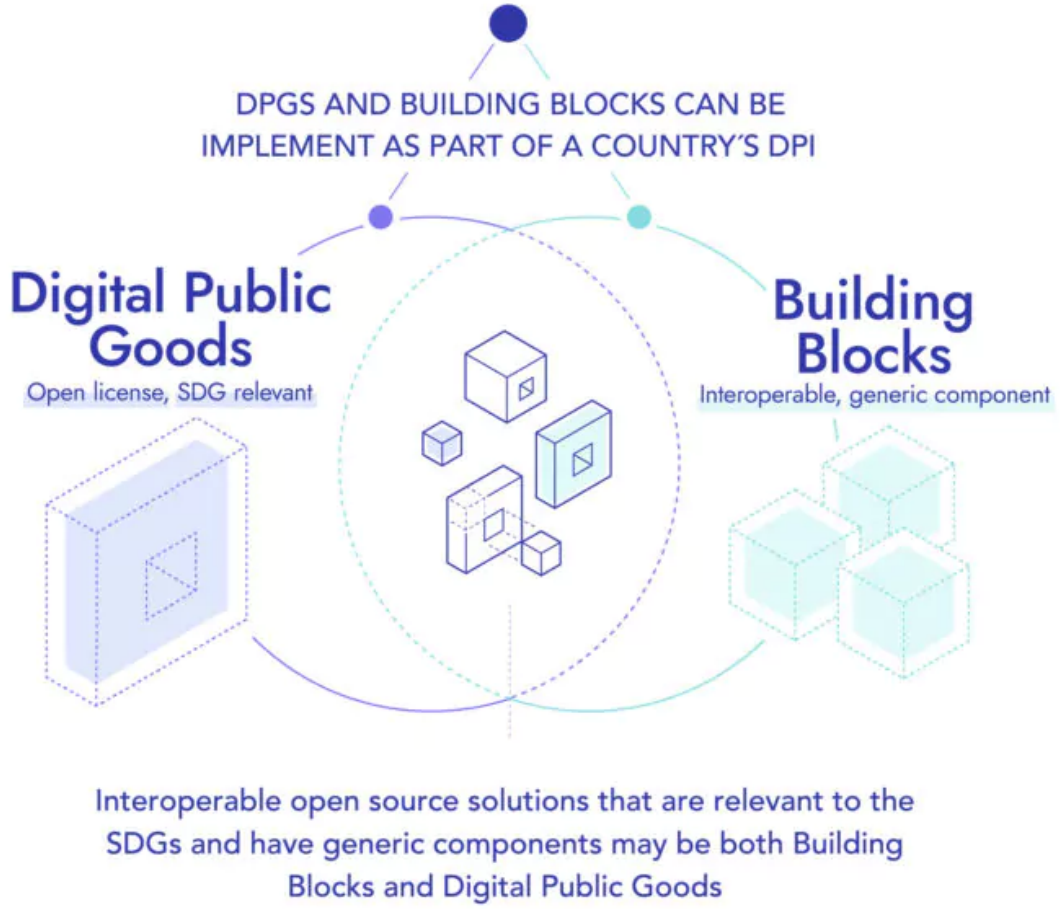 DPGS AND BUILDING BLOCKS CAN BE
IMPLEMENT AS PART OF A COUNTRY´S DPI
Digital Public
Goods
Open license, SDG relevant
Building
Blocks
Interoperable, generic component
Interoperable open source solutions that are relevant to the
SDGs and have generic components may be both Building
Blocks and Digital Public Goods